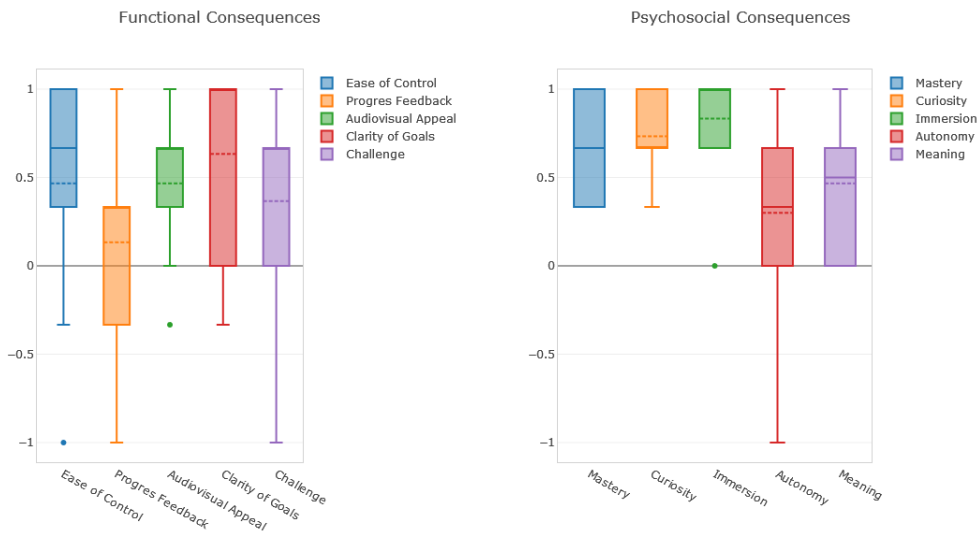 Functional Consequences
1
0.5
0
−0.5
−1
Ease of Control
Progres Feedback
Audiovisual Appeal
Clarity of Goals
Challenge
Ease of Control
Progres Feedback
Audiovisual Appeal
Clarity of Goals
Challenge
Psychosocial Consequences
1
0.5
0
−0.5
−1
Mastery
Curiosity
Immersion
Autonomy
Meaning
Mastery
Curiosity
Immersion
Autonomy
Meaning